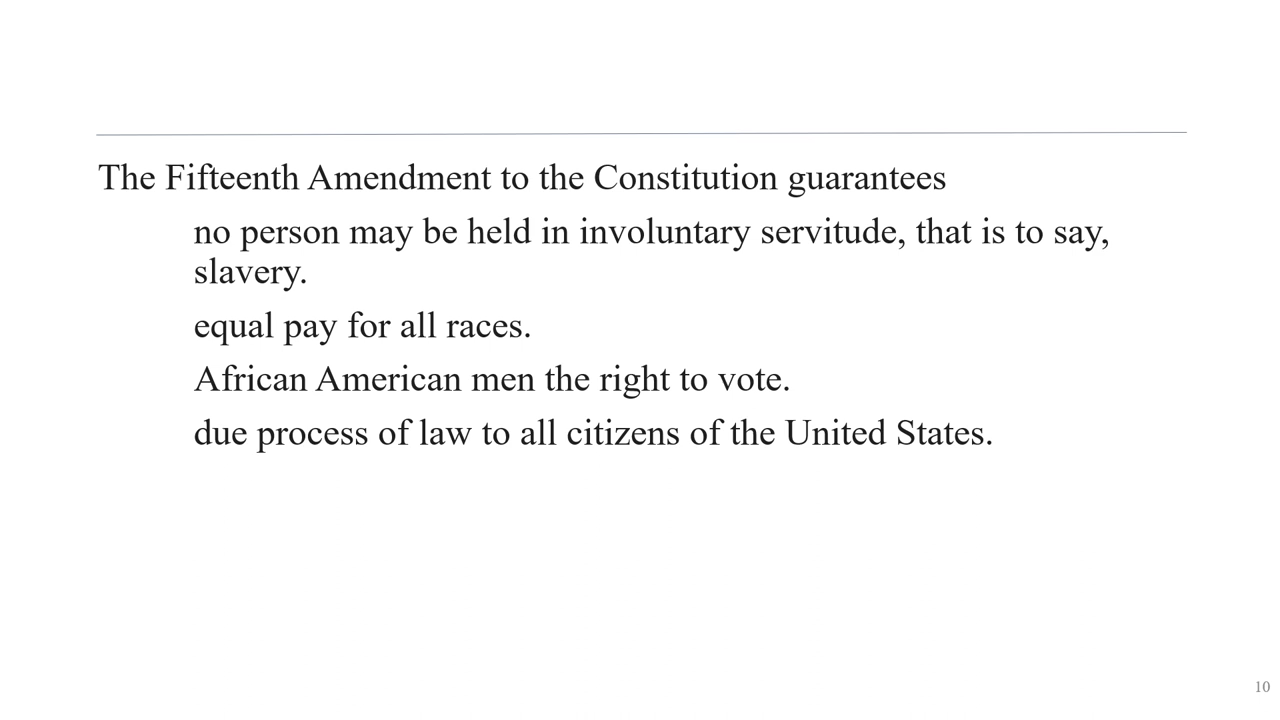 The Fifteenth Amendment to the Constitution guarantees
no person may be held in involuntary servitude, that is to say,
slavery.
equal pay for all races.
African American men the right to vote.
due process of law to all citizens of the United States.
10